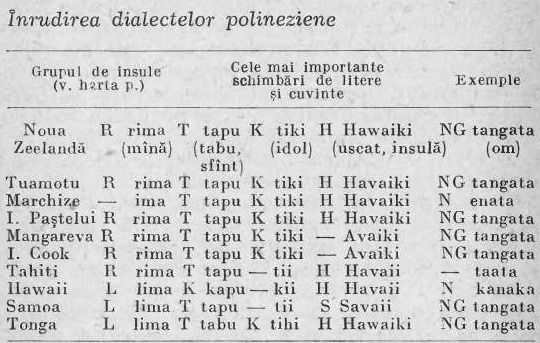 Înrudirea dialectelor polineziene
Grupul de insule Cele mai importante Exemple
(v. harta p.) schimbări de litere
și cuvinte
Noua R rima T tapu K tiki H Hawaiki NG tangata
Zeelandă (mînă) (tabu, (idol) (uscat, insulă) (om)
sfînt)
Tuamotu R rima T tapu K tiki H Havaiki NG tangata
Marchize — ima T tapu K tiki H Havaiki N enata
I. Paștelui R rima T tapu K tiki H Havaiki NG tangata
Mangareva R rima T tapu K tiki — Avaiki NG tangata
I. Cook R rima T tapu K tiki — Avaiki NG tangata
Tahiti R rima T tapu — tii H Havaii — taata
Hawaii L lima K kapu — kii H Havaii N kanaka
Samoa L lima T tapu — tii S Savaii NG tangata
Tonga L lima T tabu K tihi H Hawaiki NG tangata